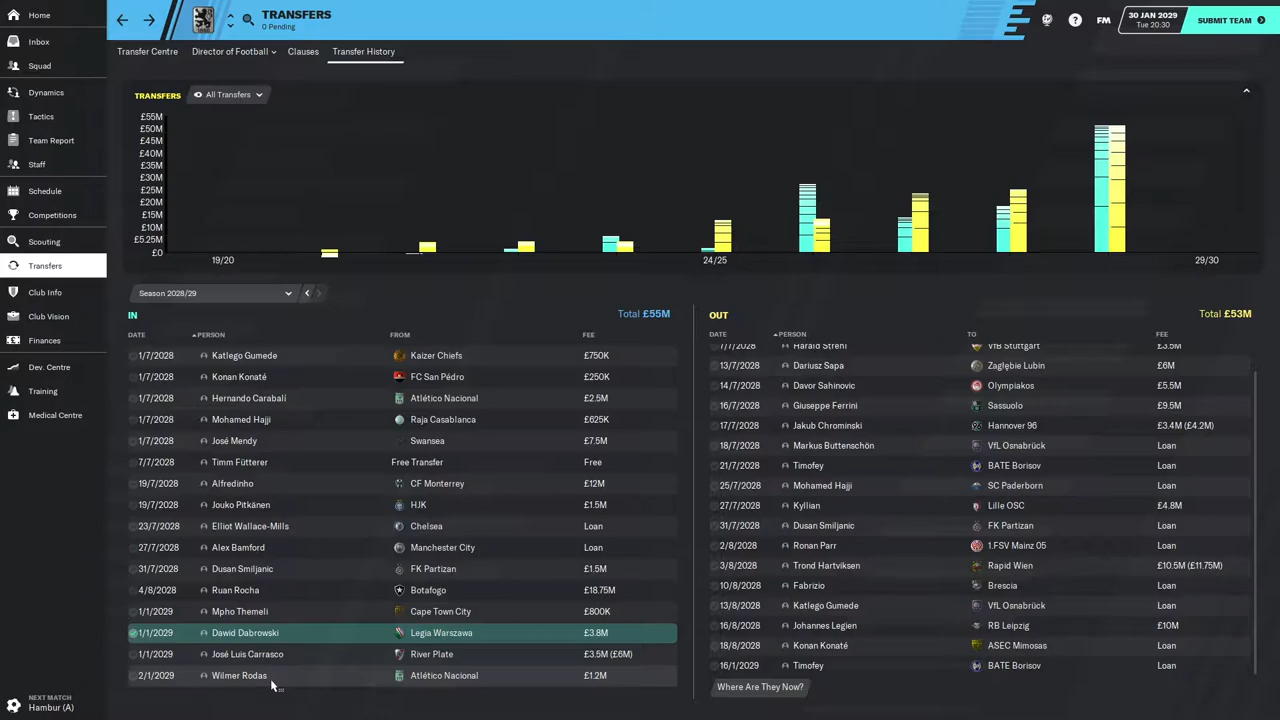 Home
Inbox
Squad
Dynamics
Tactics
Team Report
Staff
Schedule
Competitions
Scouting
Transfers
Club Info
Club Vision
Finances
Dev. Centre
Training
Medical Centre
NEXT MATCH
Hambur (A)
TRANSFERS
0 Pending
FM
30 JAN 2029
Tue 20:30
SUBMIT TEAM
Transfer Centre Director of Football Clauses Transfer History
TRANSFERS All Transfers
£55M
£50M
£45M
£40M
£35M
£30M
£25M
£20M
£15M
£10M
£5.25M
£0
19/20 24/25 29/30
Season 2028/29
IN Total £55M
DATE PERSON FROM FEE
1/7/2028 Katlego Gumede Kaizer Chiefs £750K
1/7/2028 Konan Konaté FC San Pédro £250K
1/7/2028 Hernando Carabalí Atlético Nacional £2.5M
1/7/2028 Mohamed Hajji Raja Casablanca £625K
1/7/2028 José Mendy Swansea £7.5M
7/7/2028 Timm Fütterer Free Transfer Free
19/7/2028 Alfredinho CF Monterrey £12M
19/7/2028 Jouko Pitkänen HJK £1.5M
23/7/2028 Elliot Wallace-Mills Chelsea Loan
27/7/2028 Alex Bamford Manchester City Loan
31/7/2028 Dusan Smiljanic FK Partizan £1.5M
4/8/2028 Ruan Rocha Botafogo £18.75M
1/1/2029 Mpho Themeli Cape Town City £800K
1/1/2029 Dawid Dabrowski Legia Warszawa £3.8M
1/1/2029 José Luis Carrasco River Plate £3.5M (£6M)
2/1/2029 Wilmer Rodas Atlético Nacional £1.2M
OUT Total £53M
DATE PERSON TO FEE
7/7/2028 Harald Strehl VfB Stuttgart £3.5M
13/7/2028 Dariusz Sapa Zagłębie Lubin £6M
14/7/2028 Davor Sahinovic Olympiakos £5.5M
16/7/2028 Giuseppe Ferrini Sassuolo £9.5M
17/7/2028 Jakub Chrominski Hannover 96 £3.4M (£4.2M)
18/7/2028 Markus Buttenschön VfL Osnabrück Loan
21/7/2028 Timofey BATE Borisov Loan
25/7/2028 Mohamed Hajji SC Paderborn Loan
27/7/2028 Kyllian Lille OSC £4.8M
31/7/2028 Dusan Smiljanic FK Partizan Loan
2/8/2028 Ronan Parr 1.FSV Mainz 05 Loan
3/8/2028 Trond Hartviksen Rapid Wien £10.5M (£11.75M)
10/8/2028 Fabrizio Brescia Loan
13/8/2028 Katlego Gumede VfL Osnabrück Loan
16/8/2028 Johannes Legien RB Leipzig £10M
18/8/2028 Konan Konaté ASEC Mimosas Loan
16/1/2029 Timofey BATE Borisov Loan
Where Are They Now?